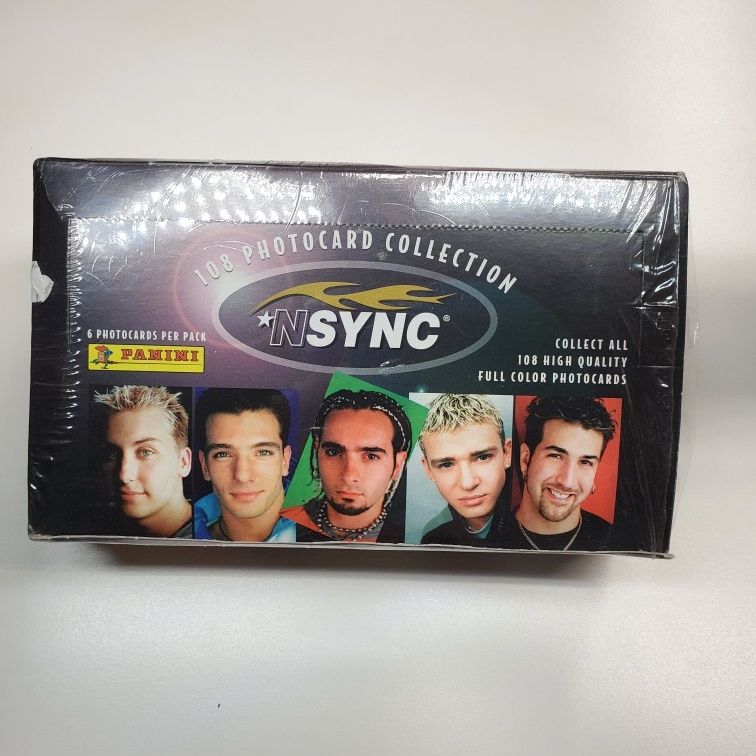 108 PHOTOCARD COLLECTION
*NSYNC®
6 PHOTOCARDS PER PACK
PANINI
COLLECT ALL
108 HIGH QUALITY
FULL COLOR PHOTOCARDS